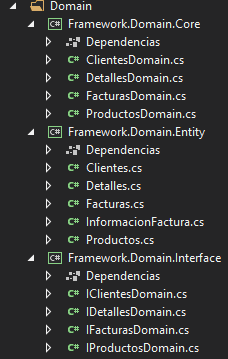 Domain
C# Framework.Domain.Core
Dependencias
C# ClientesDomain.cs
C# DetallesDomain.cs
C# FacturasDomain.cs
C# ProductosDomain.cs
C# Framework.Domain.Entity
Dependencias
C# Clientes.cs
C# Detalles.cs
C# Facturas.cs
C# InformacionFactura.cs
C# Productos.cs
C# Framework.Domain.Interface
Dependencias
C# IClientesDomain.cs
C# IDetallesDomain.cs
C# IFacturasDomain.cs
C# IProductosDomain.cs